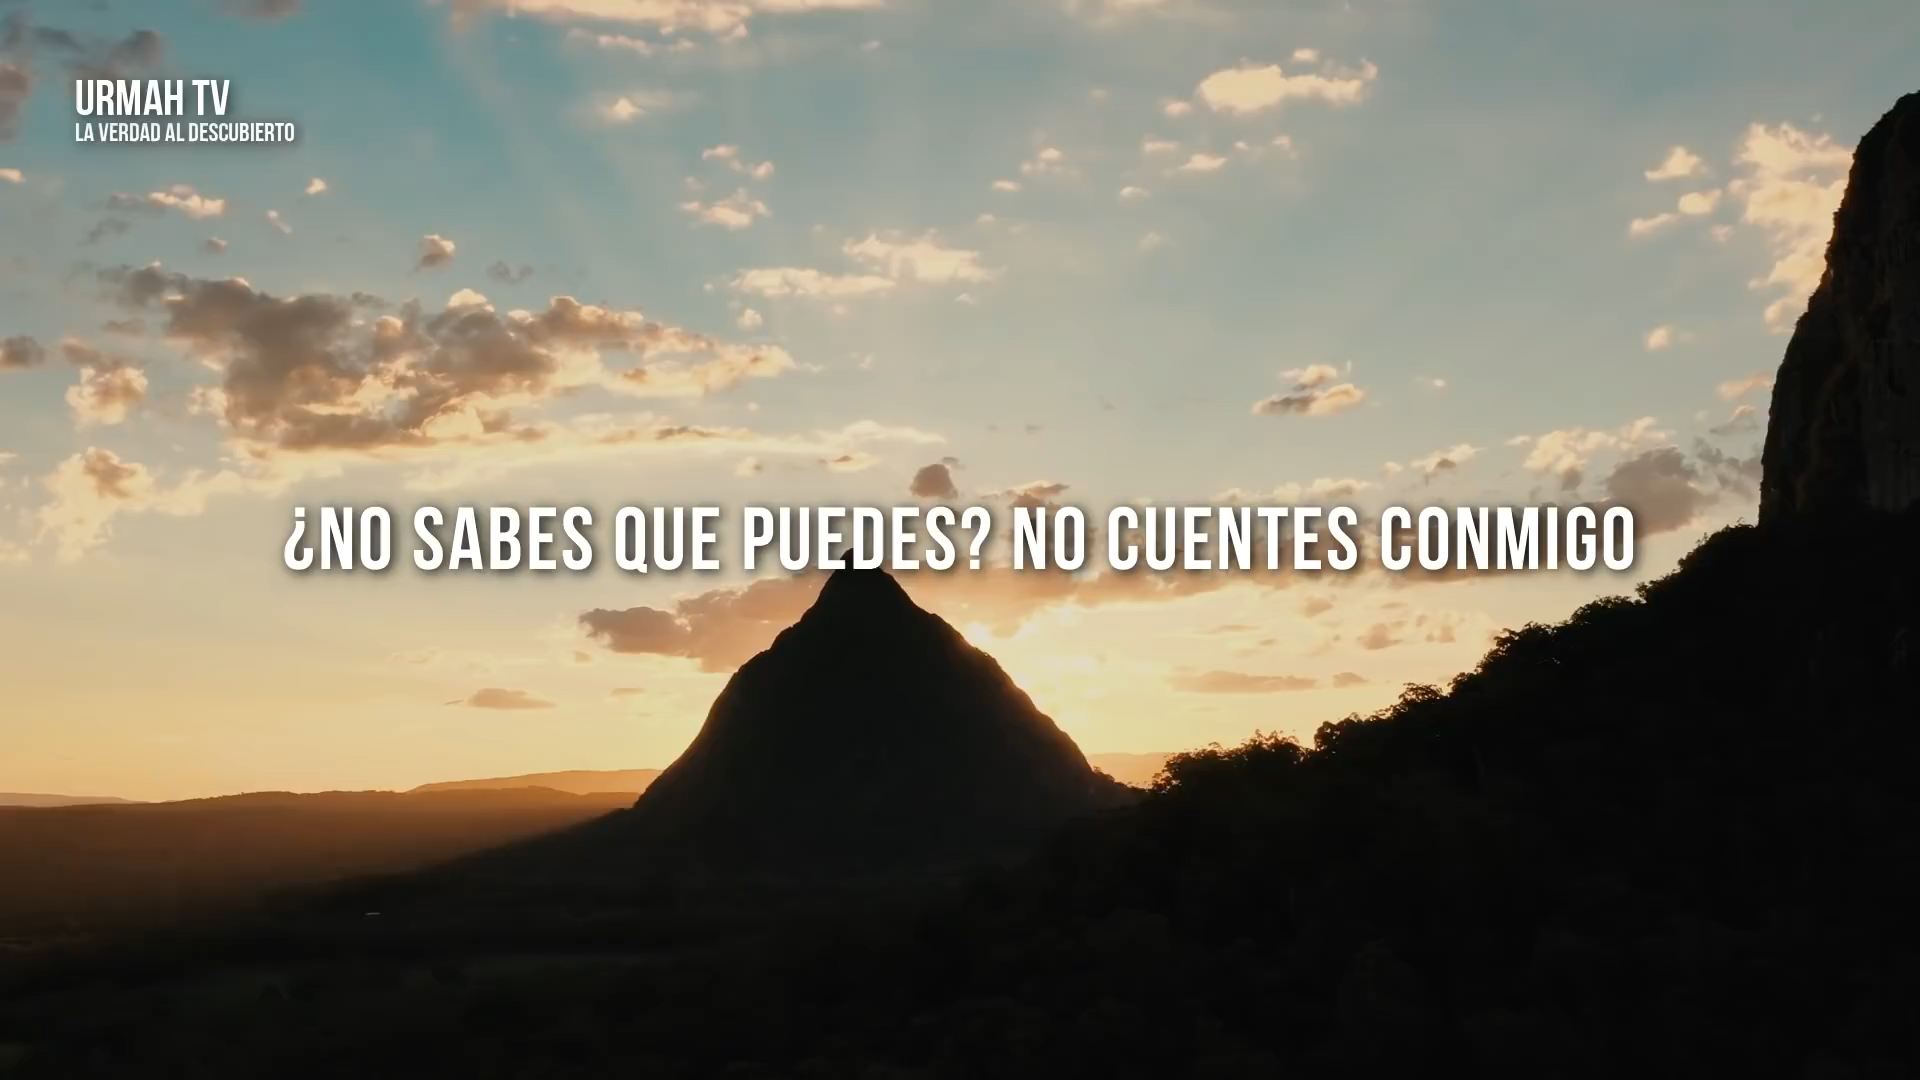 URMAH TV
LA VERDAD AL DESCUBIERTO
¿NO SABES QUE PUEDES? NO CUENTES CONMIGO